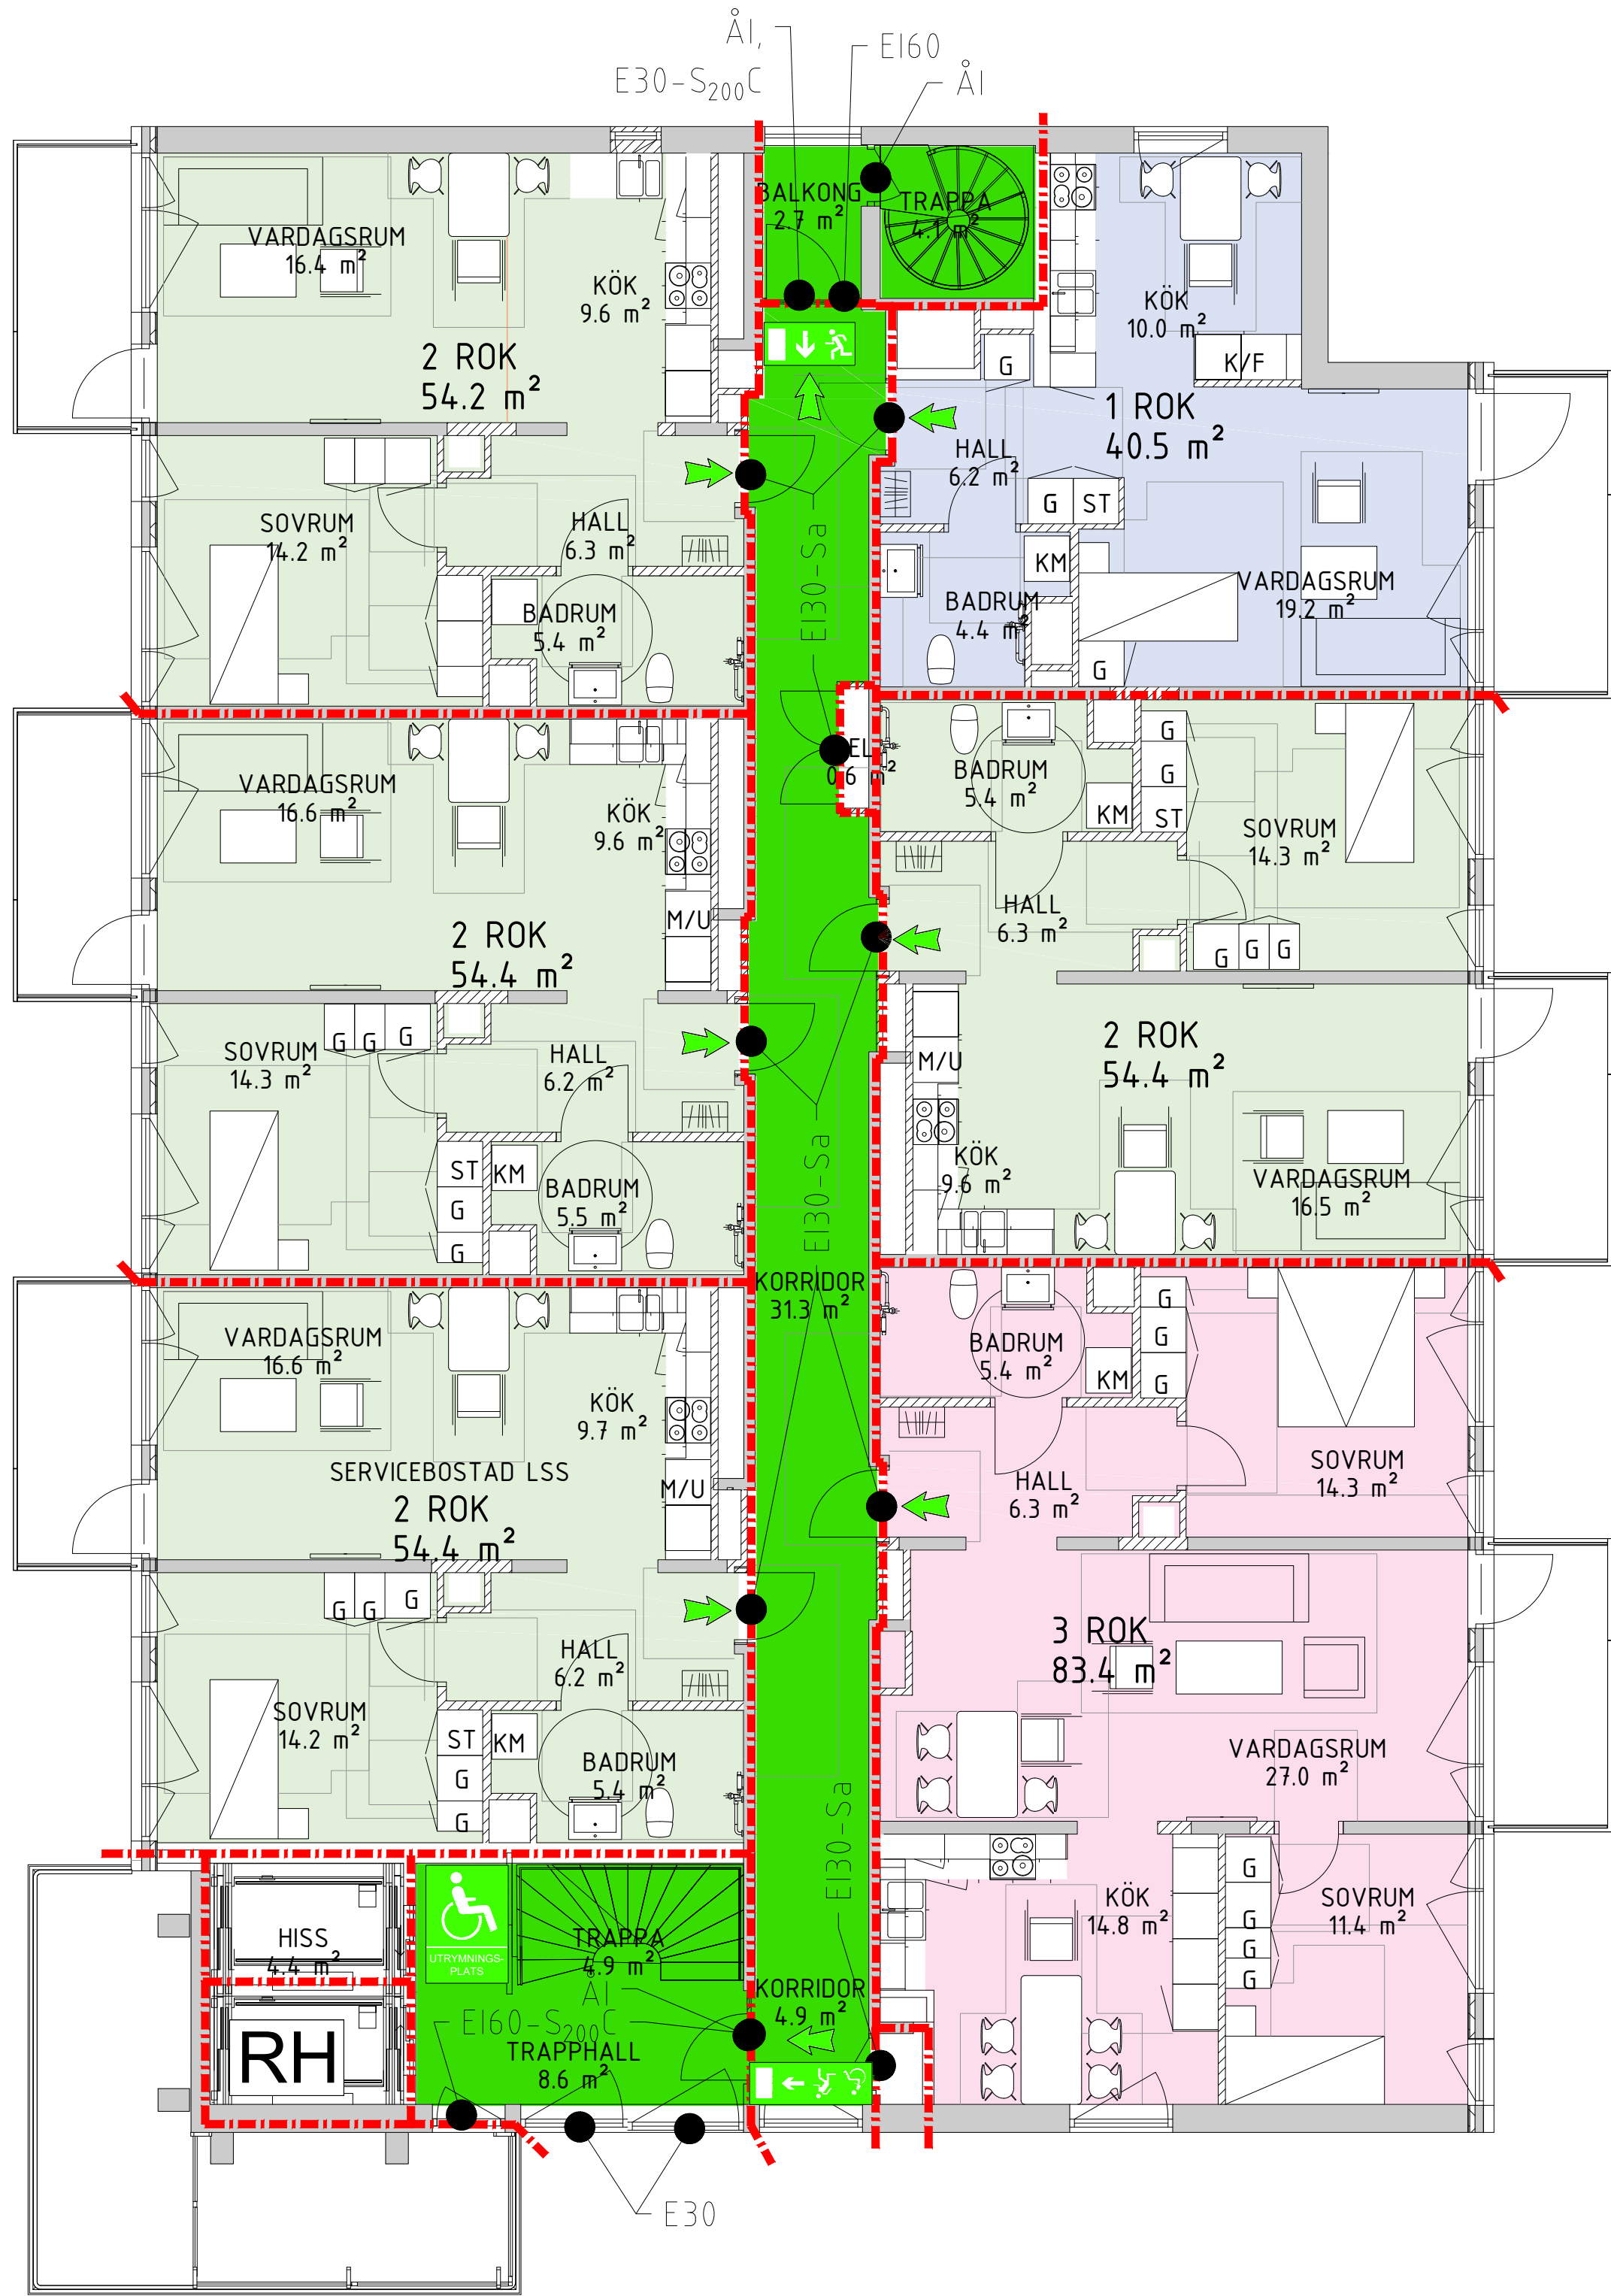 ÅI,
EI60
E30-S₂₀₀C
ÅI
BALKONG
2.7 m²
TRAPPA
4.1 m²
VARDAGSRUM
16.4 m²
KÖK
9.6 m²
2 ROK
54.2 m²
KÖK
10.0 m²
K/F
G
1 ROK
40.5 m²
HALL
6.2 m²
G
ST
SOVRUM
14.2 m²
HALL
6.3 m²
EI30-Sa
KM
BADRUM
5.4 m²
BADRUM
4.4 m²
VARDAGSRUM
19.2 m²
G
VARDAGSRUM
16.6 m²
KÖK
9.6 m²
EL
0.6 m²
BADRUM
5.4 m²
KM
G
G
ST
SOVRUM
14.3 m²
M/U
2 ROK
54.4 m²
HALL
6.3 m²
G
G
G
G
G
G
SOVRUM
14.3 m²
HALL
6.2 m²
M/U
2 ROK
54.4 m²
ST
KM
G
G
BADRUM
5.5 m²
EI30-Sa
KÖK
9.6 m²
VARDAGSRUM
16.5 m²
KORRIDOR
31.3 m²
VARDAGSRUM
16.6 m²
KÖK
9.7 m²
BADRUM
5.4 m²
KM
G
G
G
SERVICEBOSTAD LSS
2 ROK
54.4 m²
M/U
HALL
6.3 m²
SOVRUM
14.3 m²
G
G
G
HALL
6.2 m²
3 ROK
83.4 m²
SOVRUM
14.2 m²
ST
KM
G
G
BADRUM
5.4 m²
VARDAGSRUM
27.0 m²
EI30-Sa
HISS
4.4 m²
UTRYMNINGS-
PLATS
TRAPPA
4.9 m²
ÅI
EI60-S₂₀₀C
KORRIDOR
4.9 m²
KÖK
14.8 m²
G
G
G
G
SOVRUM
11.4 m²
RH
TRAPPHALL
8.6 m²
E30